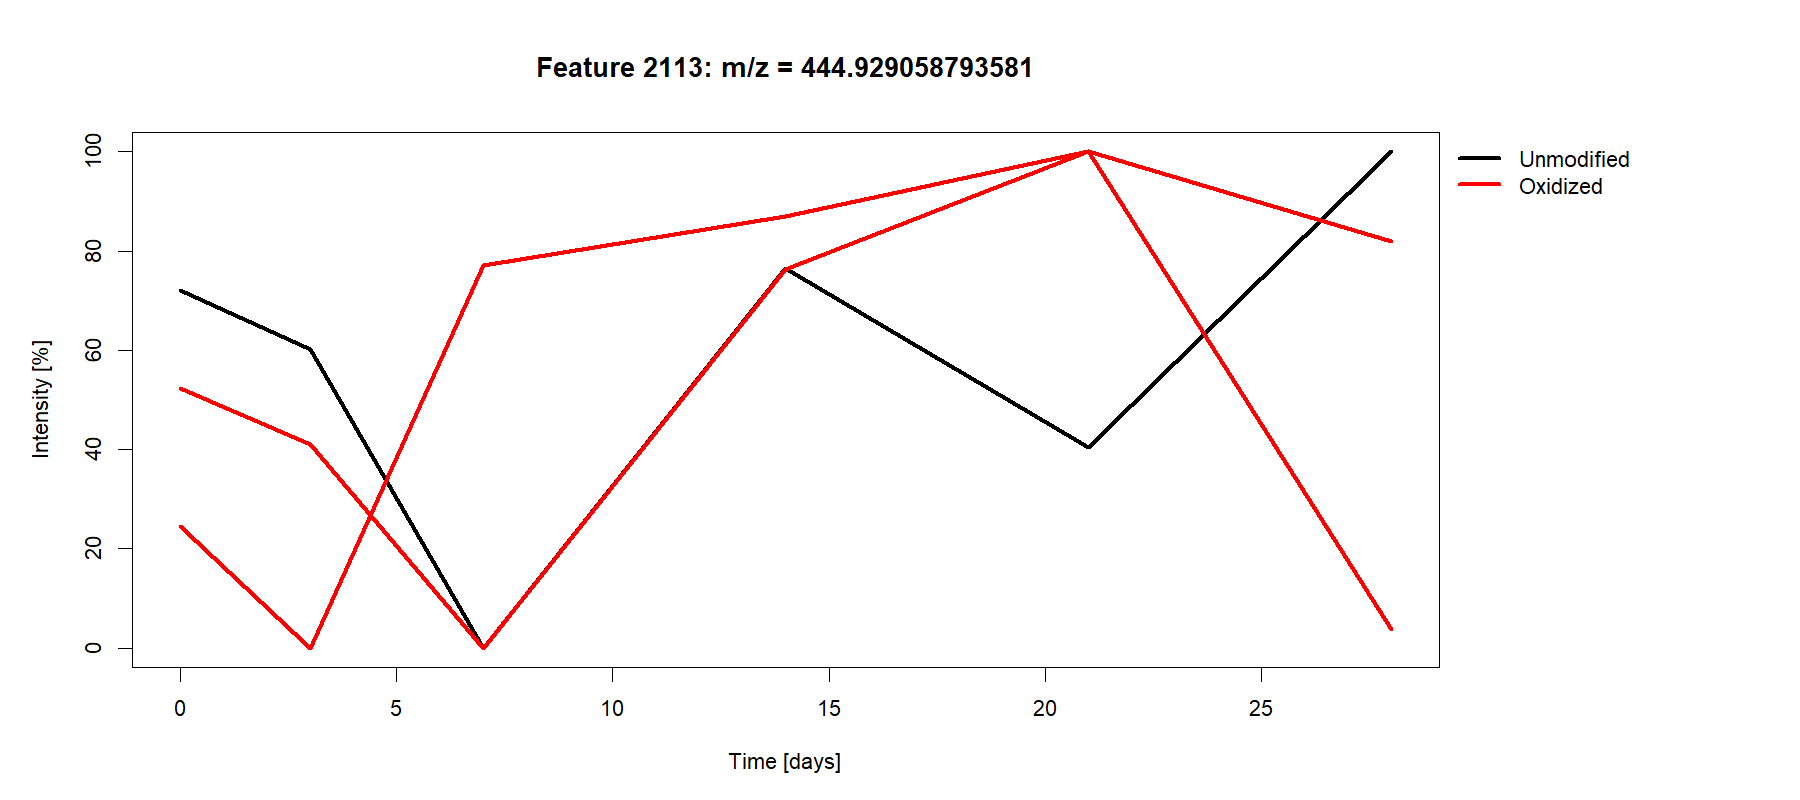 Feature 2113: m/z = 444.929058793581
Unmodified
Oxidized
Intensity [%]
100
80
60
40
20
0
0 5 10 15 20 25
Time [days]